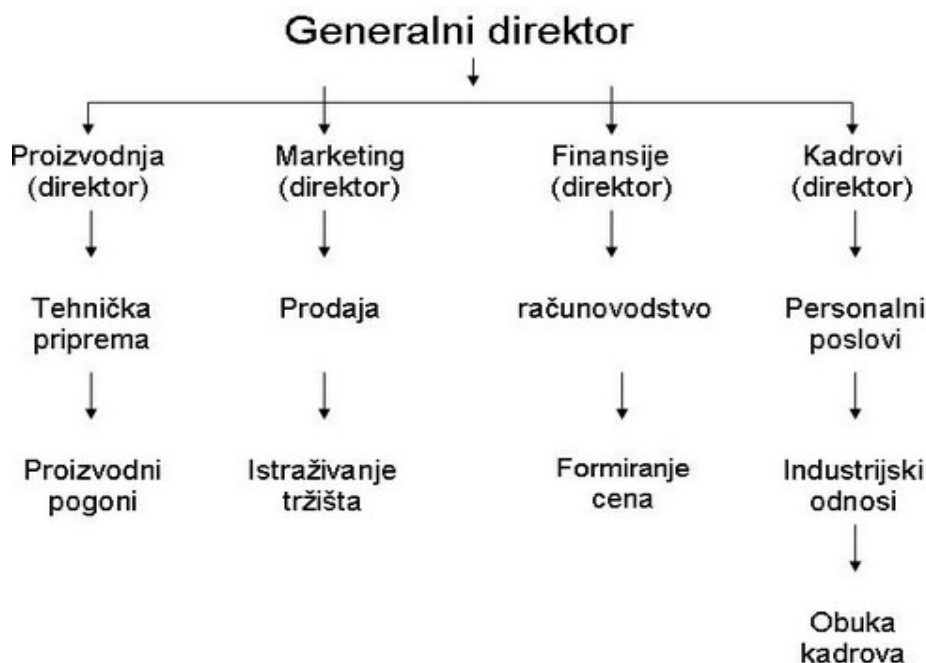 Generalni direktor
Proizvodnja
(direktor)
Marketing
(direktor)
Finansije
(direktor)
Kadrovi
(direktor)
Tehnička
priprema
Prodaja
računovodstvo
Personalni
poslovi
Proizvodni
pogoni
Istraživanje
tržišta
Formiranje
cena
Industrijski
odnosi
Obuka
kadrova